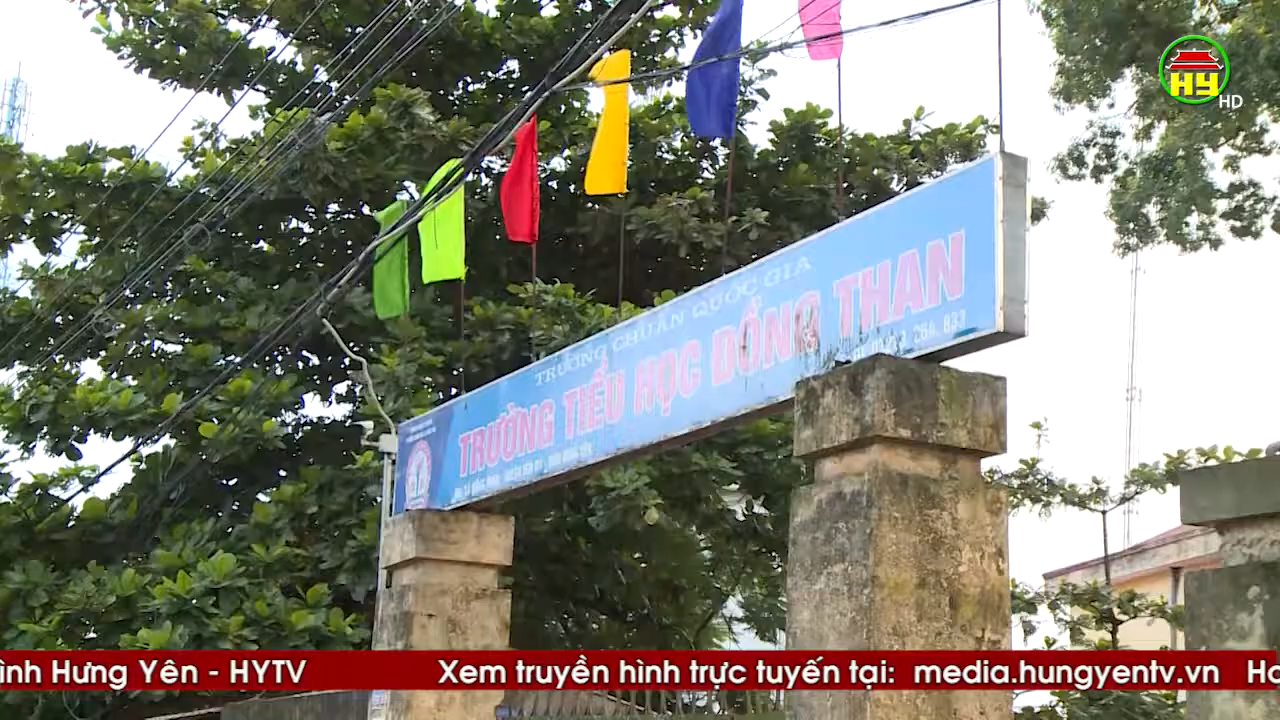 HY
HD
TRƯỜNG CHUẨN QUỐC GIA
TRƯỜNG TIỂU HỌC ĐỒNG THAN
ình Hưng Yên - HYTV Xem truyền hình trực tuyến tại: media.hungyentv.vn Ho